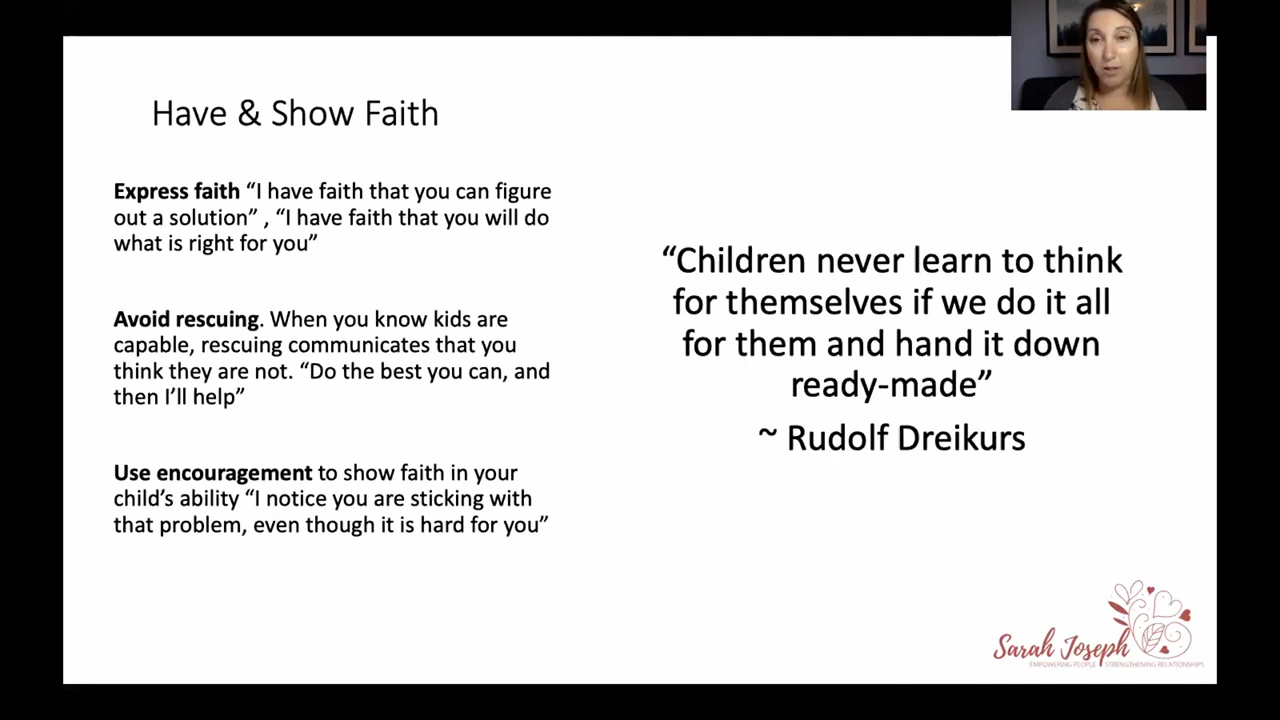 Have & Show Faith
Express faith “I have faith that you can figure
out a solution” , “I have faith that you will do
what is right for you”
Avoid rescuing. When you know kids are
capable, rescuing communicates that you
think they are not. “Do the best you can, and
then I’ll help”
Use encouragement to show faith in your
child’s ability “I notice you are sticking with
that problem, even though it is hard for you”
“Children never learn to think
for themselves if we do it all
for them and hand it down
ready-made”
~ Rudolf Dreikurs
Sarah Joseph
EMPOWERING PEOPLE STRENGTHENING RELATIONSHIPS